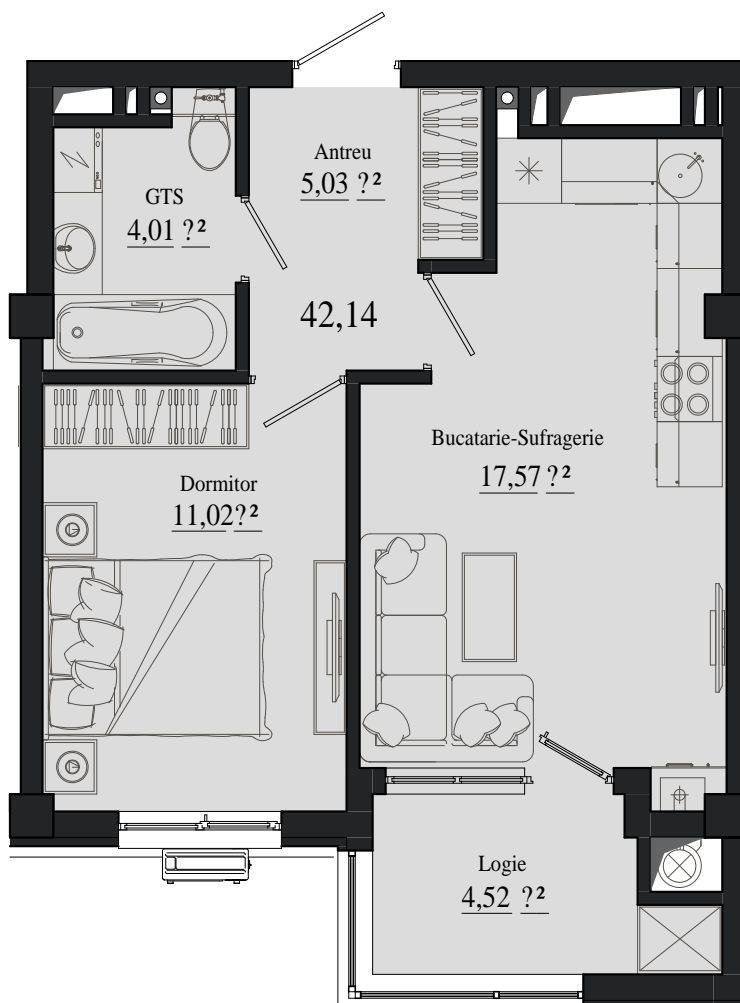 Antreu
5,03 ?²
GTS
4,01 ?²
42,14
Bucatarie-Sufragerie
17,57 ?²
Dormitor
11,02?²
Logie
4,52 ?²